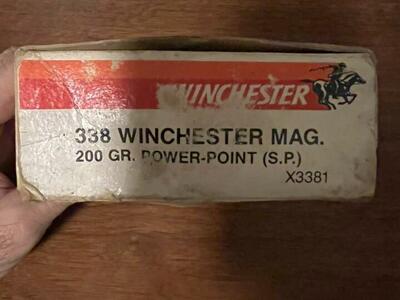 WINCHESTER
338 WINCHESTER MAG.
200 GR. POWER-POINT (S.P.)
X3381